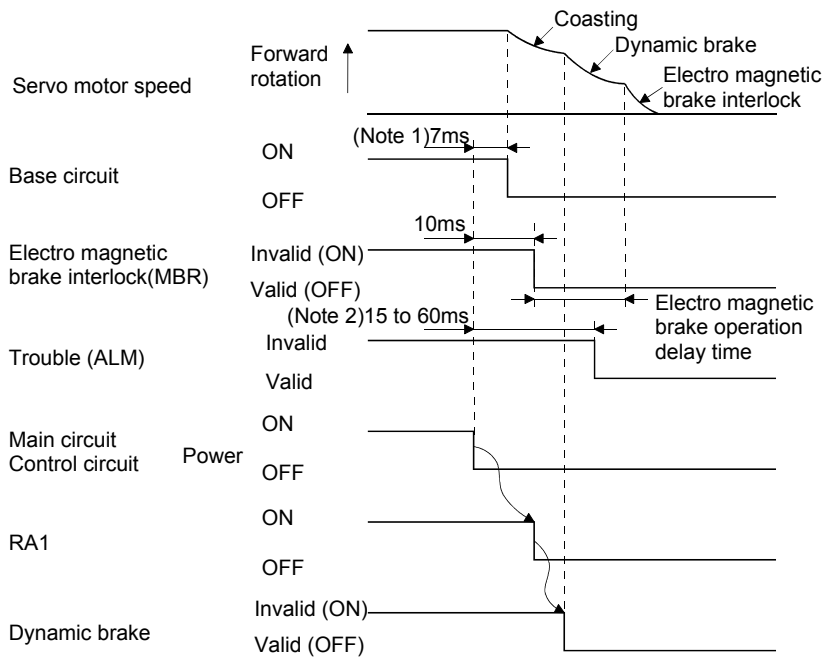 Coasting
Dynamic brake
Forward
rotation
Electro magnetic
brake interlock
Servo motor speed
(Note 1)7ms
ON
Base circuit
OFF
10ms
Electro magnetic
brake interlock(MBR)
Invalid (ON)
Valid (OFF)
Electro magnetic
brake operation
delay time
(Note 2)15 to 60ms
Invalid
Trouble (ALM)
Valid
ON
Main circuit
Control circuit
Power
OFF
ON
RA1
OFF
Invalid (ON)
Dynamic brake
Valid (OFF)